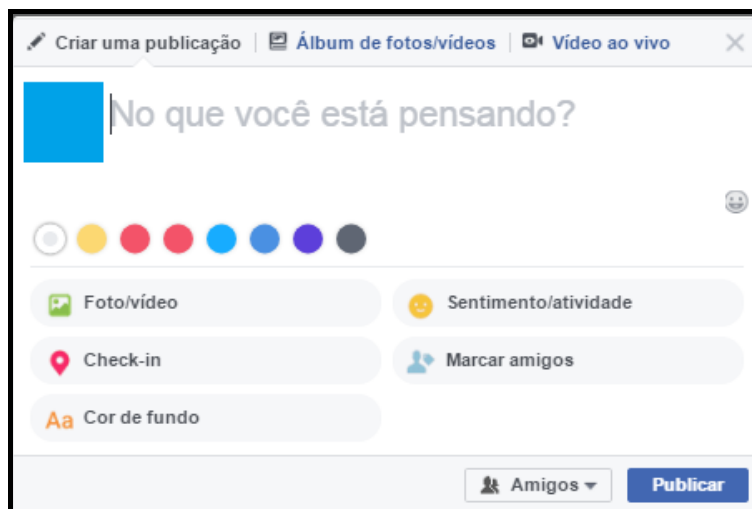 Criar uma publicação | Álbum de fotos/vídeos | Vídeo ao vivo
No que você está pensando?
Foto/vídeo
Sentimento/atividade
Check-in
Marcar amigos
Aa Cor de fundo
Amigos
Publicar